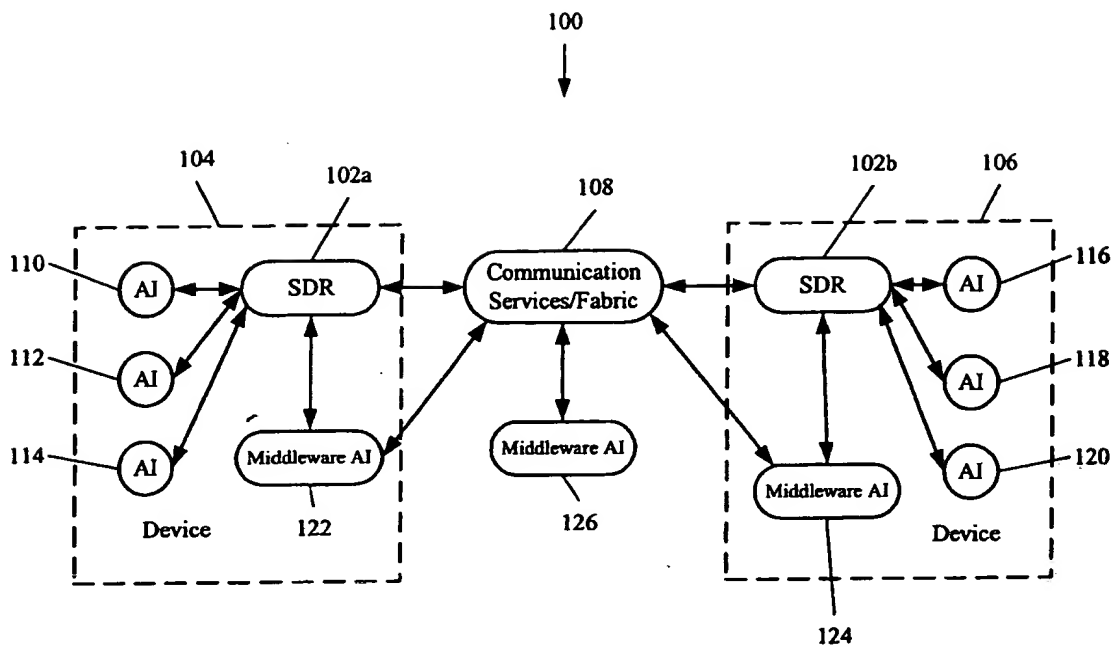 100
104
102a
108
102b
106
110
AI
SDR
Communication
Services/Fabric
SDR
AI
116
112
AI
AI
118
114
AI
Middleware AI
Middleware AI
Middleware AI
AI
120
Device
122
126
Device
124